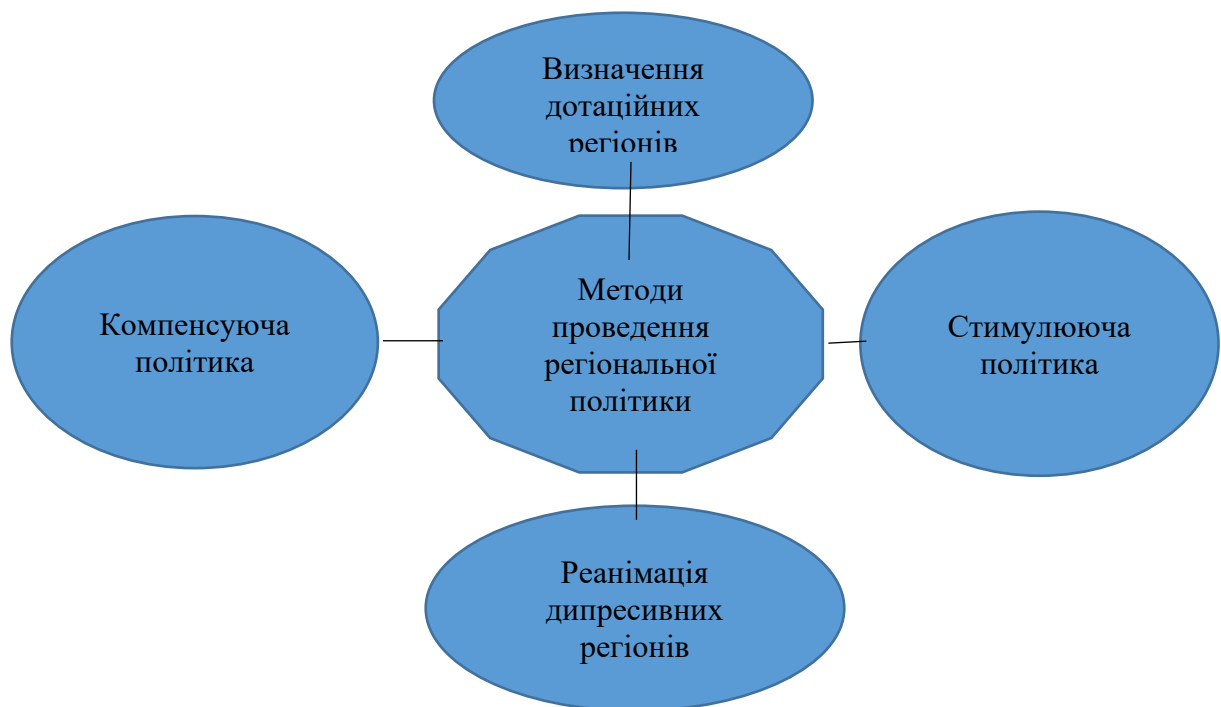 Визначення
дотаційних
регіонів
Компенсуюча
політика
Методи
проведення
регіональної
політики
Стимулююча
політика
Реанімація
дипресивних
регіонів